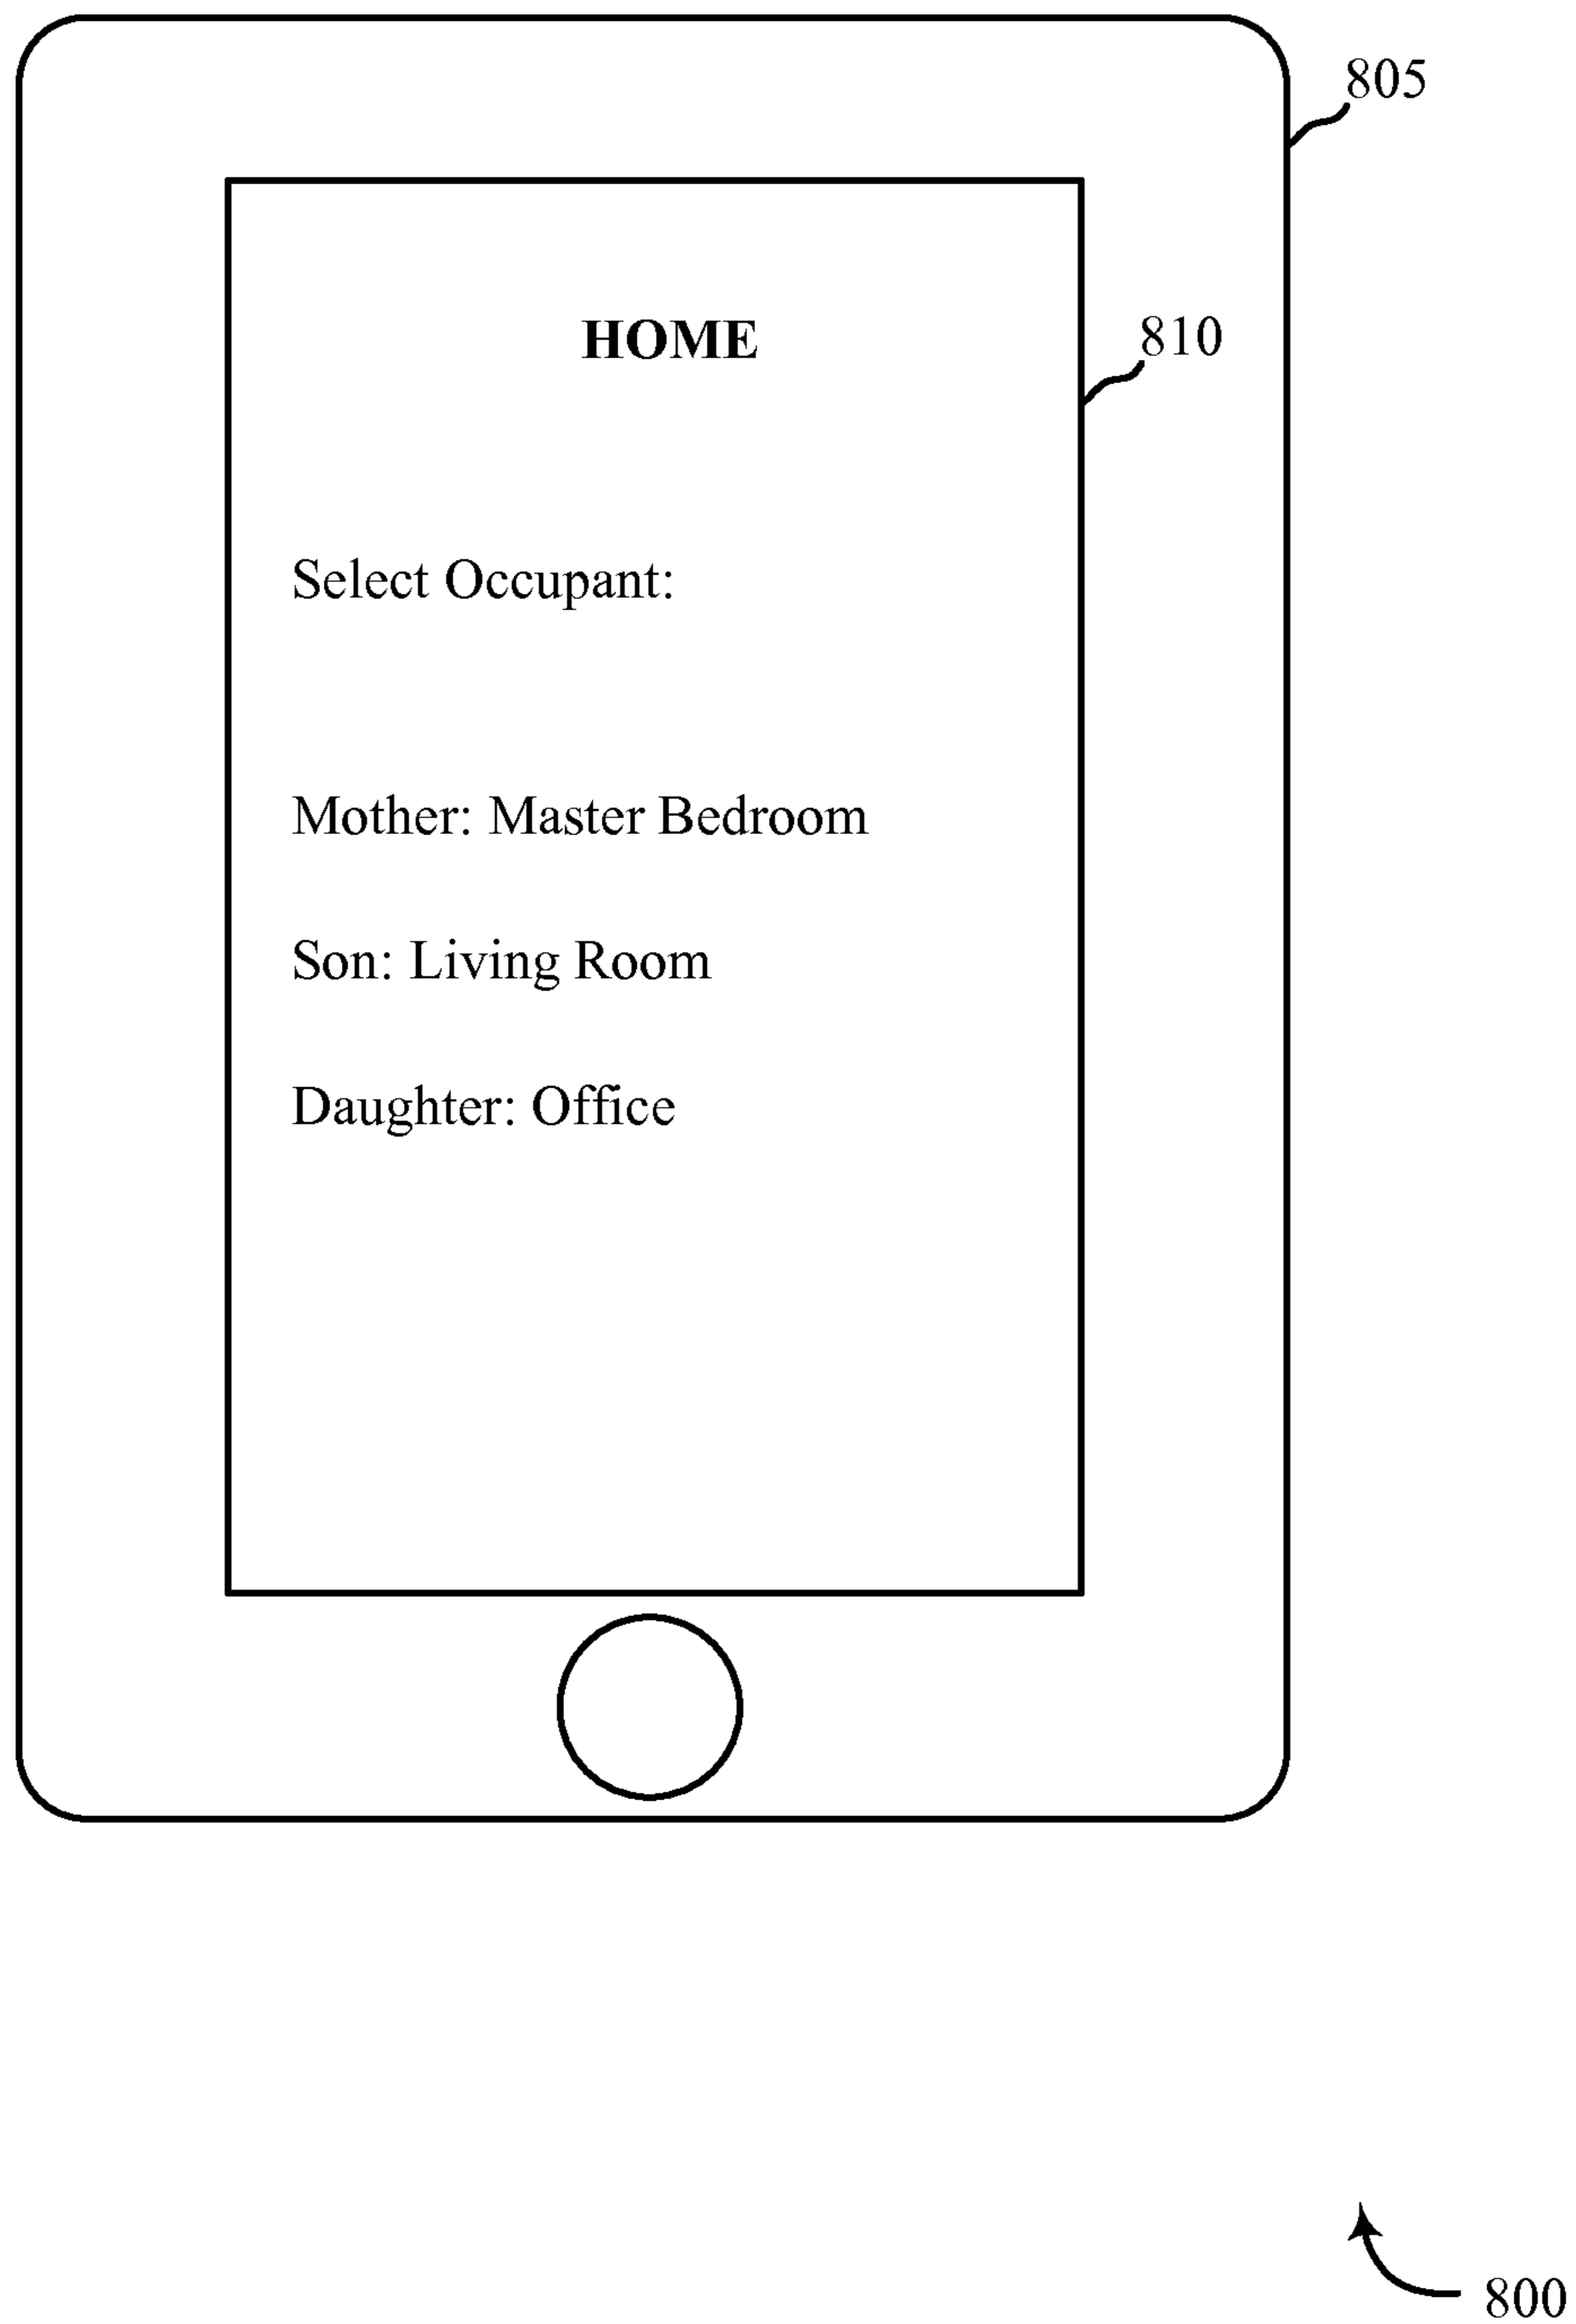 805
HOME
810
Select Occupant:
Mother: Master Bedroom
Son: Living Room
Daughter: Office
800